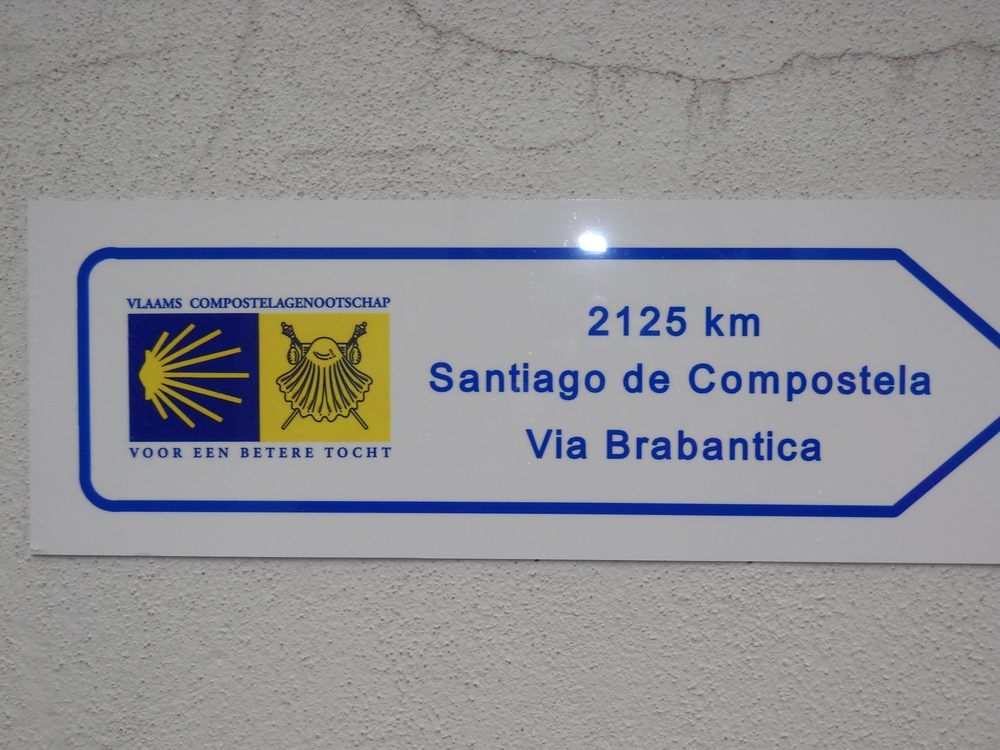 VLAAMS COMPOSTELAGENOOTSCHAP
VOOR EEN BETERE TOCHT
2125 km
Santiago de Compostela
Via Brabantica